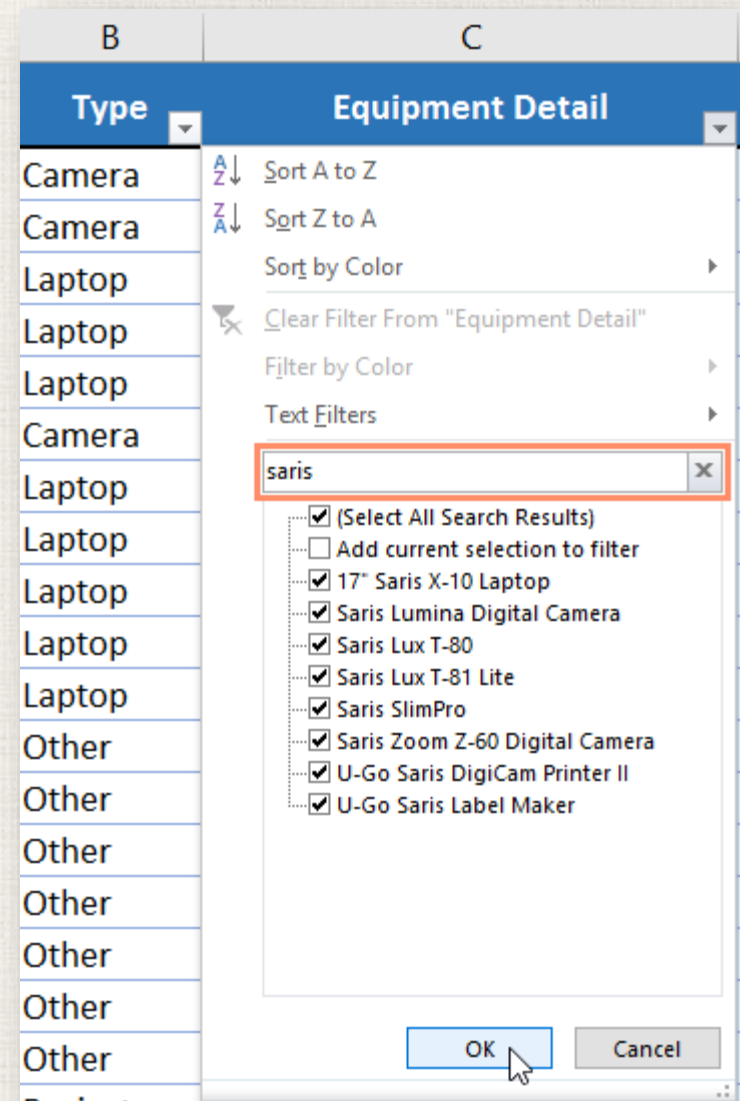 B C
Type Equipment Detail
Camera
Camera
Laptop
Laptop
Laptop
Camera
Laptop
Laptop
Laptop
Laptop
Laptop
Other
Other
Other
Other
Other
Other
Other
Sort A to Z
Sort Z to A
Sort by Color
Clear Filter From "Equipment Detail"
Filter by Color
Text Filters
saris
(Select All Search Results)
Add current selection to filter
17" Saris X-10 Laptop
Saris Lumina Digital Camera
Saris Lux T-80
Saris Lux T-81 Lite
Saris SlimPro
Saris Zoom Z-60 Digital Camera
U-Go Saris DigiCam Printer II
U-Go Saris Label Maker
OK Cancel